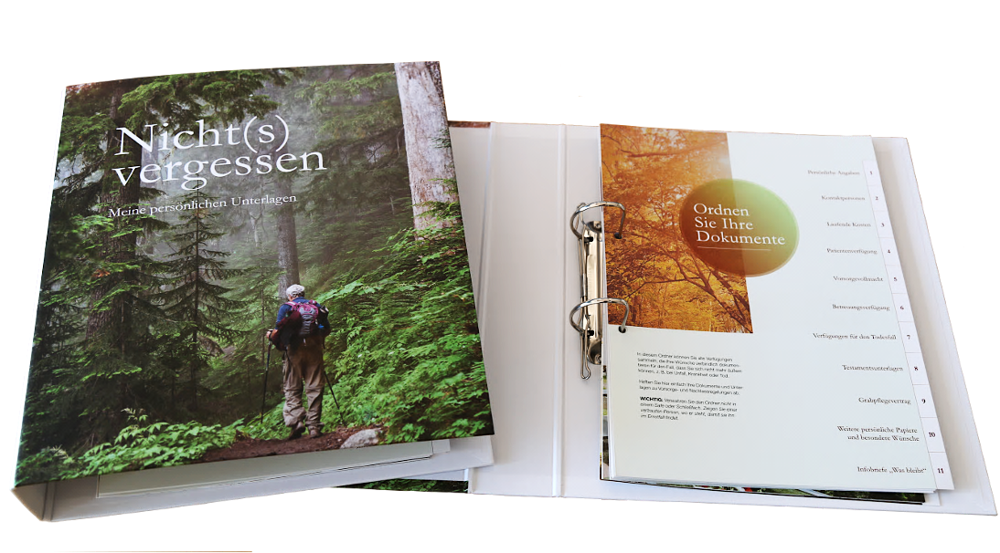 Nicht(s)
vergessen
Meine persönlichen Unterlagen
Ordnen
Sie Ihre
Dokumente
Persönliche Angaben 1
Kontaktpersonen 2
Laufende Kosten 3
Patientenverfügung 4
Vorsorgevollmacht 5
Betreuungsverfügung 6
Verfügungen für den Todesfall 7
Testamentsunterlagen 8
Grabpflegevertrag 9
Weitere persönliche Papiere
und besondere Wünsche 10
Infobriefe „Was bleibt“ 11
In diesem Ordner können Sie alle Verfügungen
sammeln, die Ihre Wünsche verbindlich dokumen-
tieren für den Fall, dass Sie sich nicht mehr äußern
können, z. B. bei Unfall, Krankheit oder Tod.
Heften Sie hier einfach Ihre Dokumente und Unter-
lagen zu Vorsorge- und Nachlassregelungen ab.
WICHTIG: Verwahren Sie den Ordner nicht in
einem Safe oder Schließfach. Zeigen Sie einer
vertrauten Person, wo er steht, damit sie ihn
im Ernstfall findet.